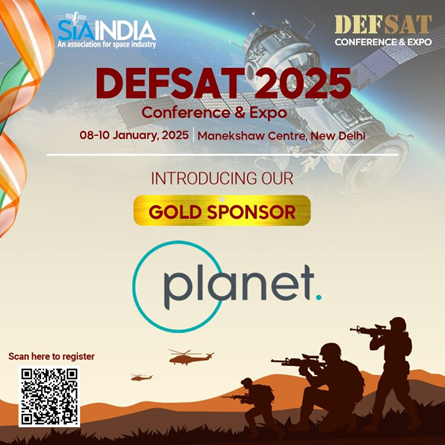 SIAINDIA
An association for space industry
DEFSAT
CONFERENCE & EXPO
DEFSAT 2025
Conference & Expo
08-10 January, 2025 | Manekshaw Centre, New Delhi
INTRODUCING OUR
GOLD SPONSOR
planet.
Scan here to register